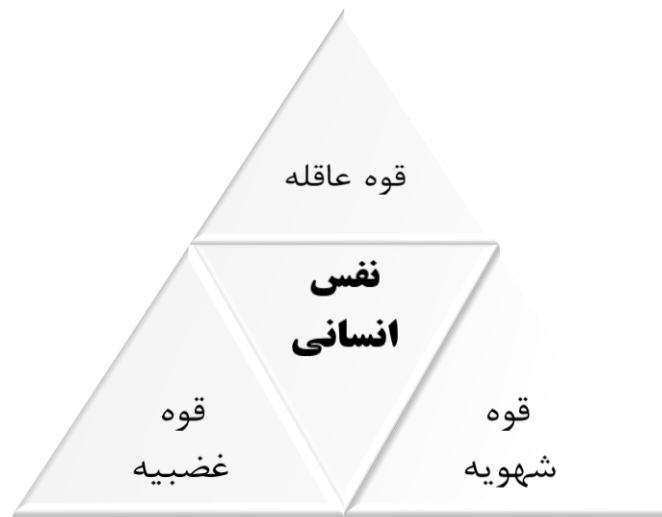 قوه عاقله
نفس
انسانی
قوه
شهویه
قوه
غضبیه